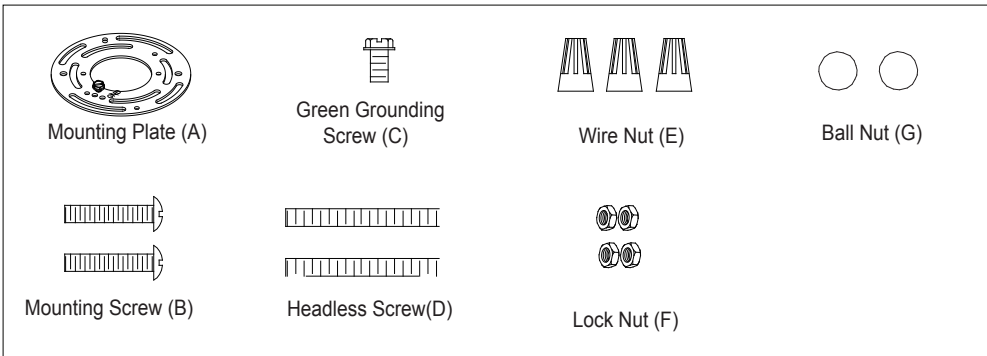 Mounting Plate (A)
Green Grounding
Screw (C)
Wire Nut (E)
Ball Nut (G)
Mounting Screw (B)
Headless Screw(D)
Lock Nut (F)